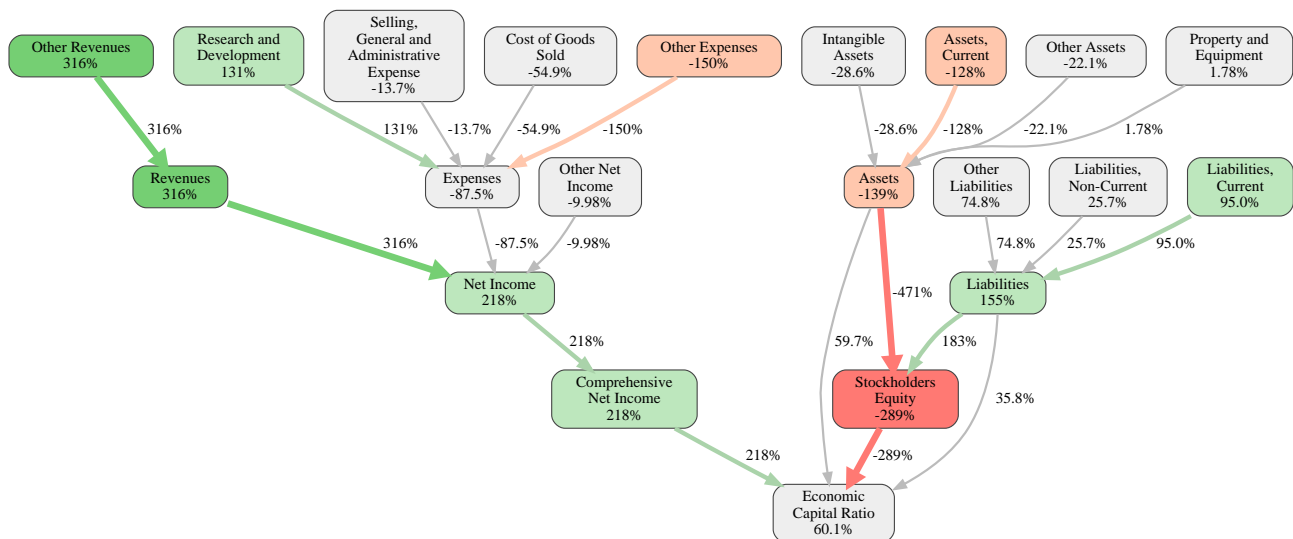 Other Revenues
316%
Research and
Development
131%
Selling,
General and
Administrative
Expense
-13.7%
Cost of Goods
Sold
-54.9%
Other Expenses
-150%
Intangible
Assets
-28.6%
Assets,
Current
-128%
Other Assets
-22.1%
Property and
Equipment
1.78%
316%
131%
-13.7%
-54.9%
-150%
-28.6%
-128%
-22.1%
1.78%
Revenues
316%
Expenses
-87.5%
Other Net
Income
-9.98%
Assets
-139%
Other
Liabilities
74.8%
Liabilities,
Non-Current
25.7%
Liabilities,
Current
95.0%
316%
-87.5%
-9.98%
74.8%
25.7%
95.0%
Net Income
218%
-471%
Liabilities
155%
218%
59.7%
183%
Comprehensive
Net Income
218%
Stockholders
Equity
-289%
35.8%
218%
-289%
Economic
Capital Ratio
60.1%